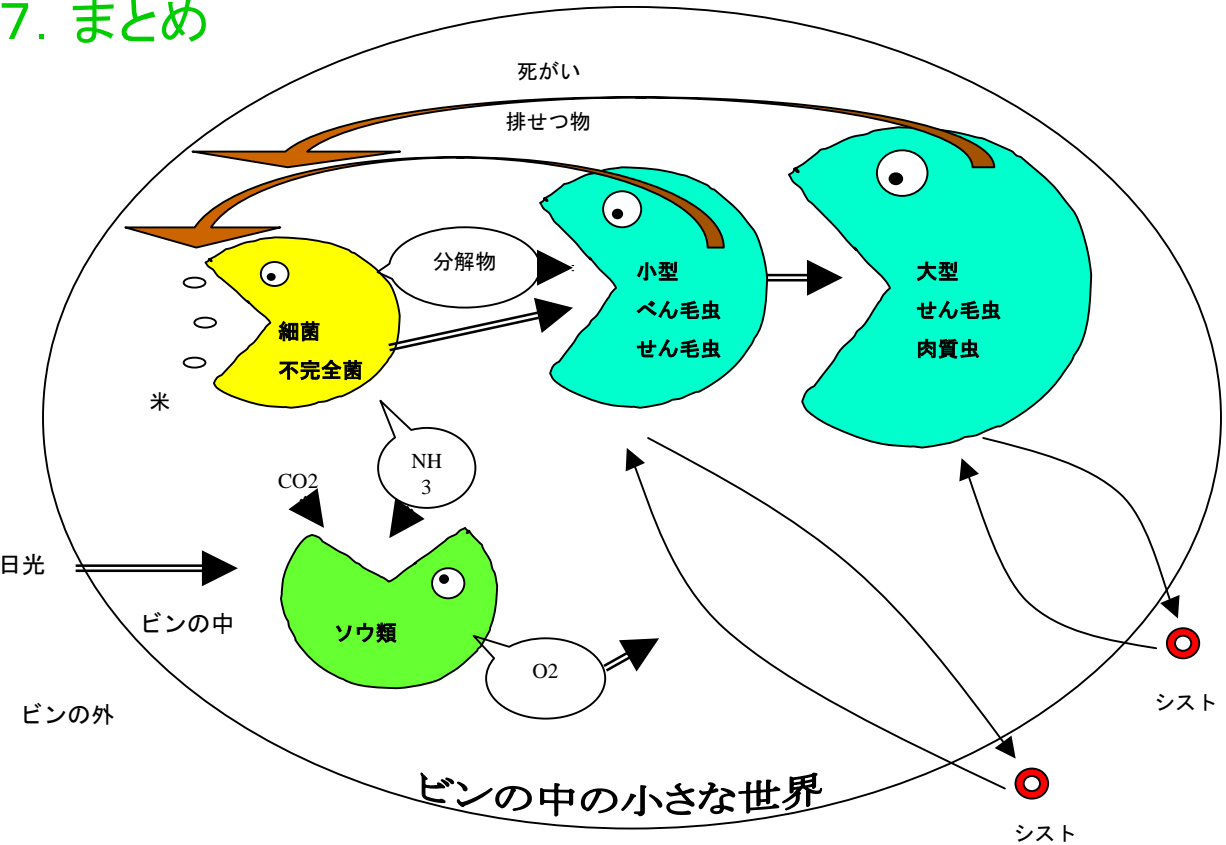 7. まとめ
死がい
排せつ物
分解物
小型
べん毛虫
せん毛虫
大型
せん毛虫
肉質虫
細菌
不完全菌
米
NH
3
CO2
日光
ビンの中
ソウ類
O2
ビンの外
シスト
ビンの中の小さな世界
シスト